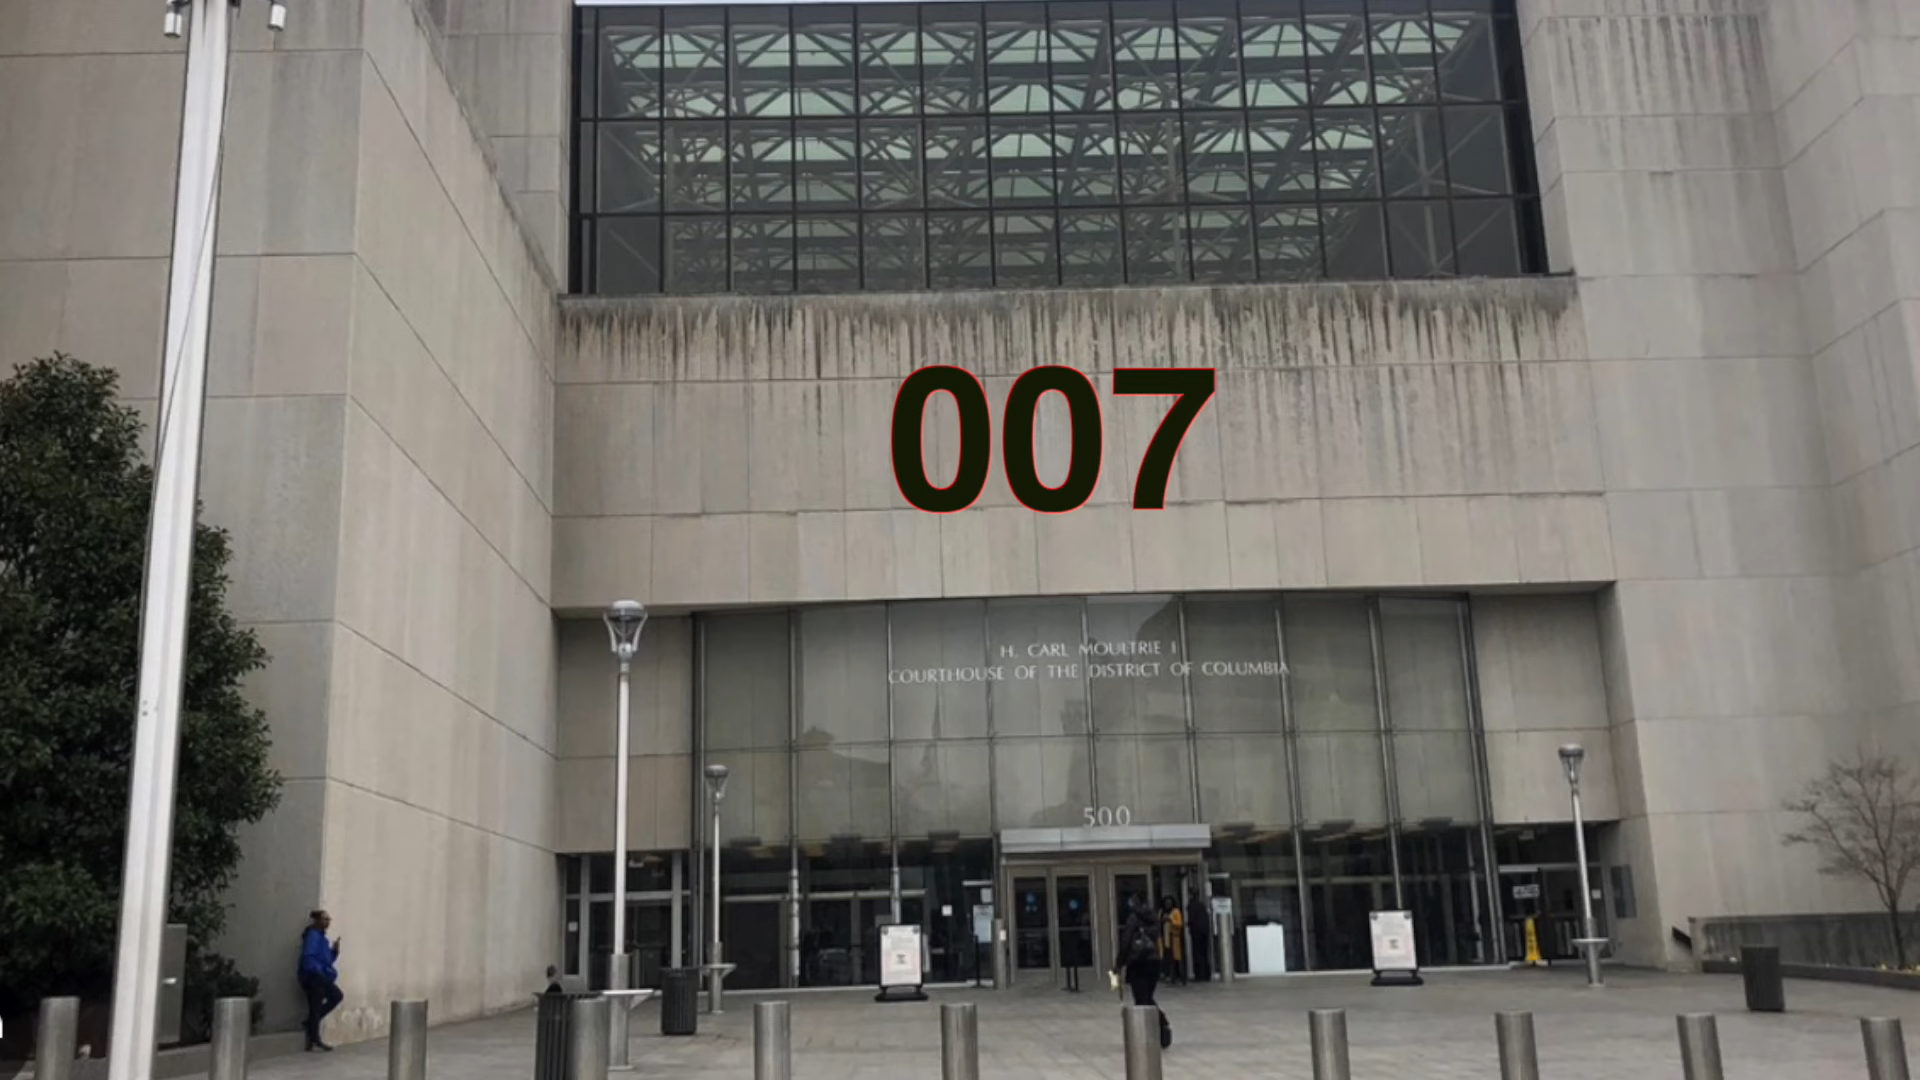 007
H. CARL MOULTRIE I
COURTHOUSE OF THE DISTRICT OF COLUMBIA
500